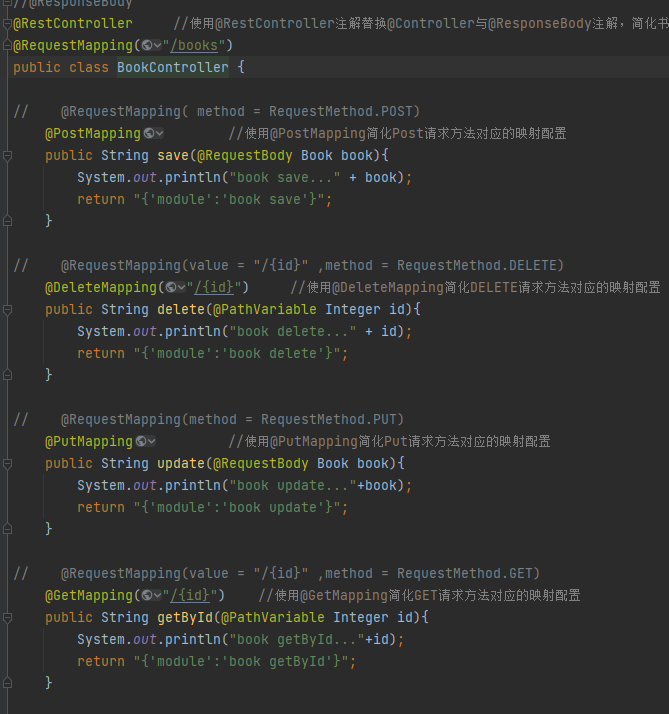 //@ResponseBody
@RestController //使用@RestController注解替换@Controller与@ResponseBody注解，简化书
@RequestMapping("/books")
public class BookController {
// @RequestMapping( method = RequestMethod.POST)
@PostMapping //使用@PostMapping简化Post请求方法对应的映射配置
public String save(@RequestBody Book book){
System.out.println("book save..." + book);
return "{'module':'book save'}";
}
// @RequestMapping(value = "/{id}" ,method = RequestMethod.DELETE)
@DeleteMapping("/{id}") //使用@DeleteMapping简化DELETE请求方法对应的映射配置
public String delete(@PathVariable Integer id){
System.out.println("book delete..." + id);
return "{'module':'book delete'}";
}
// @RequestMapping(method = RequestMethod.PUT)
@PutMapping //使用@PutMapping简化Put请求方法对应的映射配置
public String update(@RequestBody Book book){
System.out.println("book update..."+book);
return "{'module':'book update'}";
}
// @RequestMapping(value = "/{id}" ,method = RequestMethod.GET)
@GetMapping("/{id}") //使用@GetMapping简化GET请求方法对应的映射配置
public String getById(@PathVariable Integer id){
System.out.println("book getById..."+id);
return "{'module':'book getById'}";
}